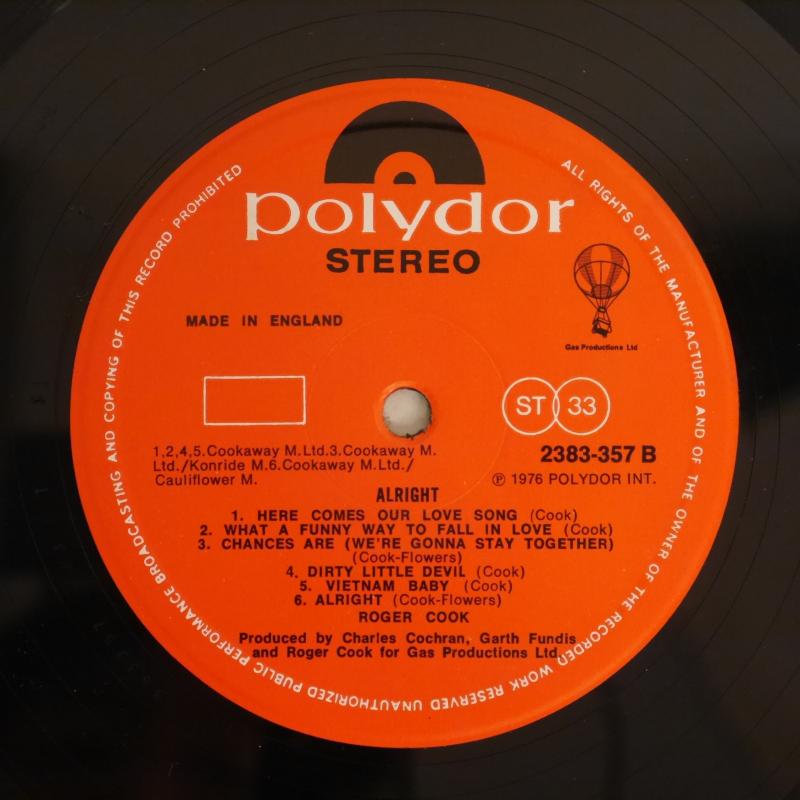 polydor
STEREO
ALL RIGHTS OF THE MANUFACTURER AND OF THE OWNER OF THE RECORDED WORK RESERVED UNAUTHORIZED PUBLIC PERFORMANCE BROADCASTING AND COPYING OF THIS RECORD PROHIBITED
MADE IN ENGLAND
Gas Productions Ltd
ST 33
1,2,4,5.Cookaway M.Ltd.3.Cookaway M.
Ltd./Konride M.6.Cookaway M.Ltd./
Cauliflower M.
2383-357 B
℗ 1976 POLYDOR INT.
ALRIGHT
1. HERE COMES OUR LOVE SONG (Cook)
2. WHAT A FUNNY WAY TO FALL IN LOVE (Cook)
3. CHANCES ARE (WE'RE GONNA STAY TOGETHER)
(Cook-Flowers)
4. DIRTY LITTLE DEVIL (Cook)
5. VIETNAM BABY (Cook)
6. ALRIGHT (Cook-Flowers)
ROGER COOK
Produced by Charles Cochran, Garth Fundis
and Roger Cook for Gas Productions Ltd.